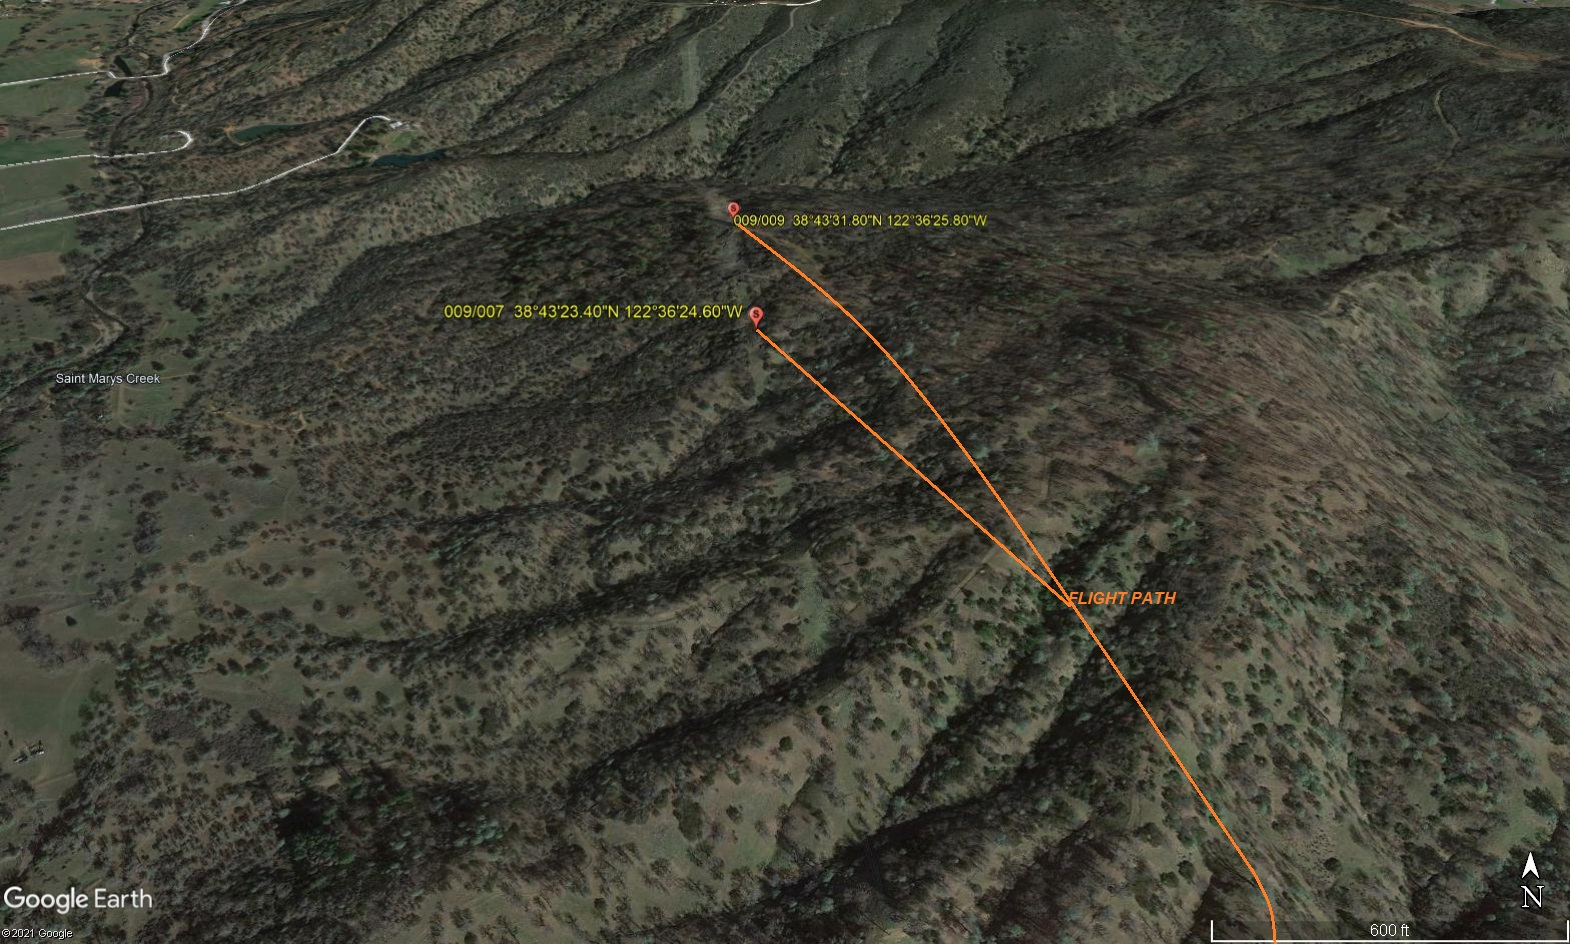 009/009 38°43'31.80"N 122°36'25.80"W
009/007 38°43'23.40"N 122°36'24.60"W
S
Saint Marys Creek
FLIGHT PATH
Google Earth
N
©2021 Google
600 ft